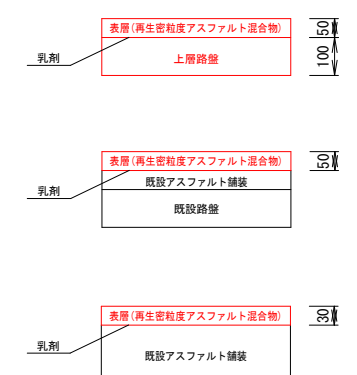 表層(再生密粒度アスファルト混合物)
50
乳剤
上層路盤
100
表層(再生密粒度アスファルト混合物)
50
既設アスファルト舗装
乳剤
既設路盤
表層(再生密粒度アスファルト混合物)
30
乳剤
既設アスファルト舗装